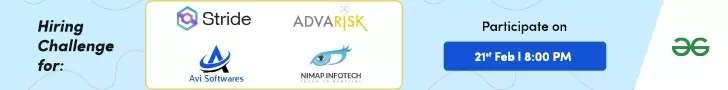 Hiring
Challenge
for:
Stride
ADVARISK
Avi Softwares
NIMAP INFOTECH
Participate on
21st Feb | 8:00 PM